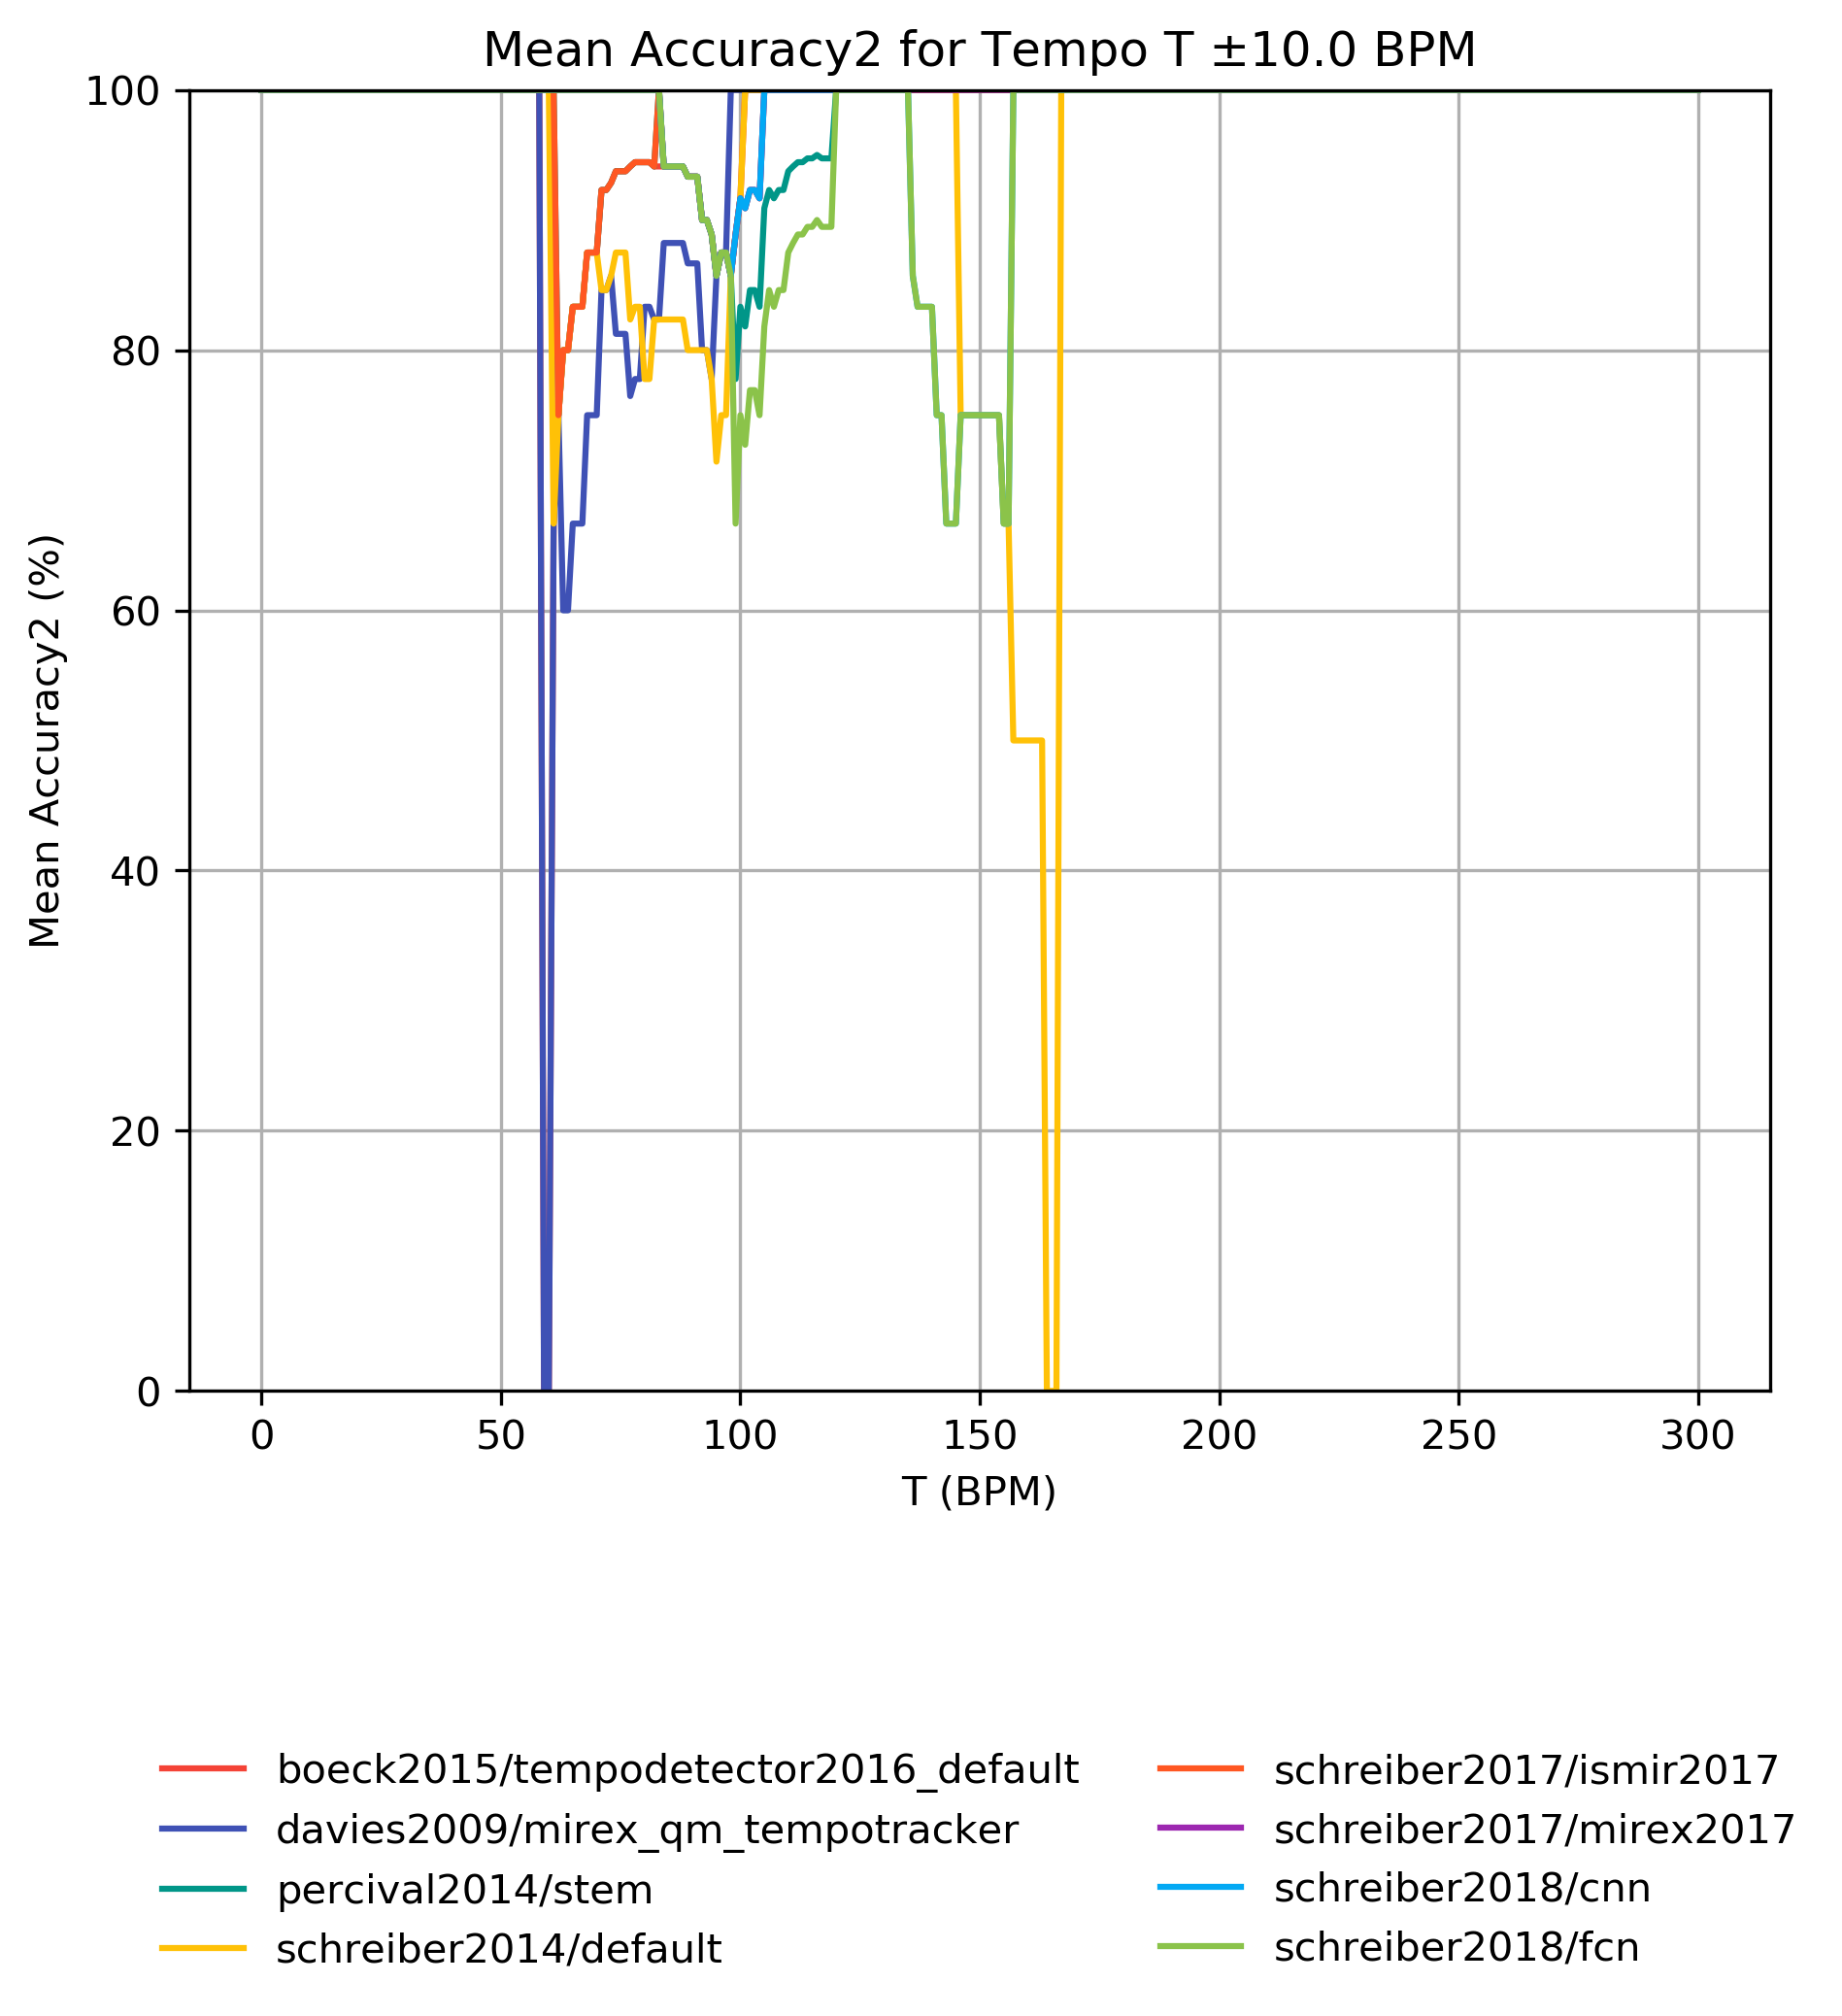 Mean Accuracy2 for Tempo T ±10.0 BPM
100
80
60
40
20
0
Mean Accuracy2 (%)
0 50 100 150 200 250 300
T (BPM)
boeck2015/tempodetector2016_default
davies2009/mirex_qm_tempotracker
percival2014/stem
schreiber2014/default
schreiber2017/ismir2017
schreiber2017/mirex2017
schreiber2018/cnn
schreiber2018/fcn